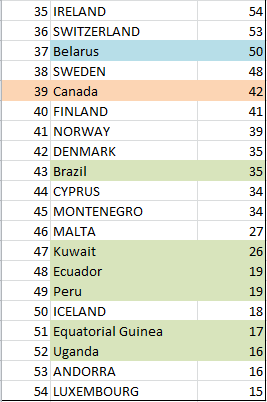 35 IRELAND 54
36 SWITZERLAND 53
37 Belarus 50
38 SWEDEN 48
39 Canada 42
40 FINLAND 41
41 NORWAY 39
42 DENMARK 35
43 Brazil 35
44 CYPRUS 34
45 MONTENEGRO 34
46 MALTA 27
47 Kuwait 26
48 Ecuador 19
49 Peru 19
50 ICELAND 18
51 Equatorial Guinea 17
52 Uganda 16
53 ANDORRA 16
54 LUXEMBOURG 15